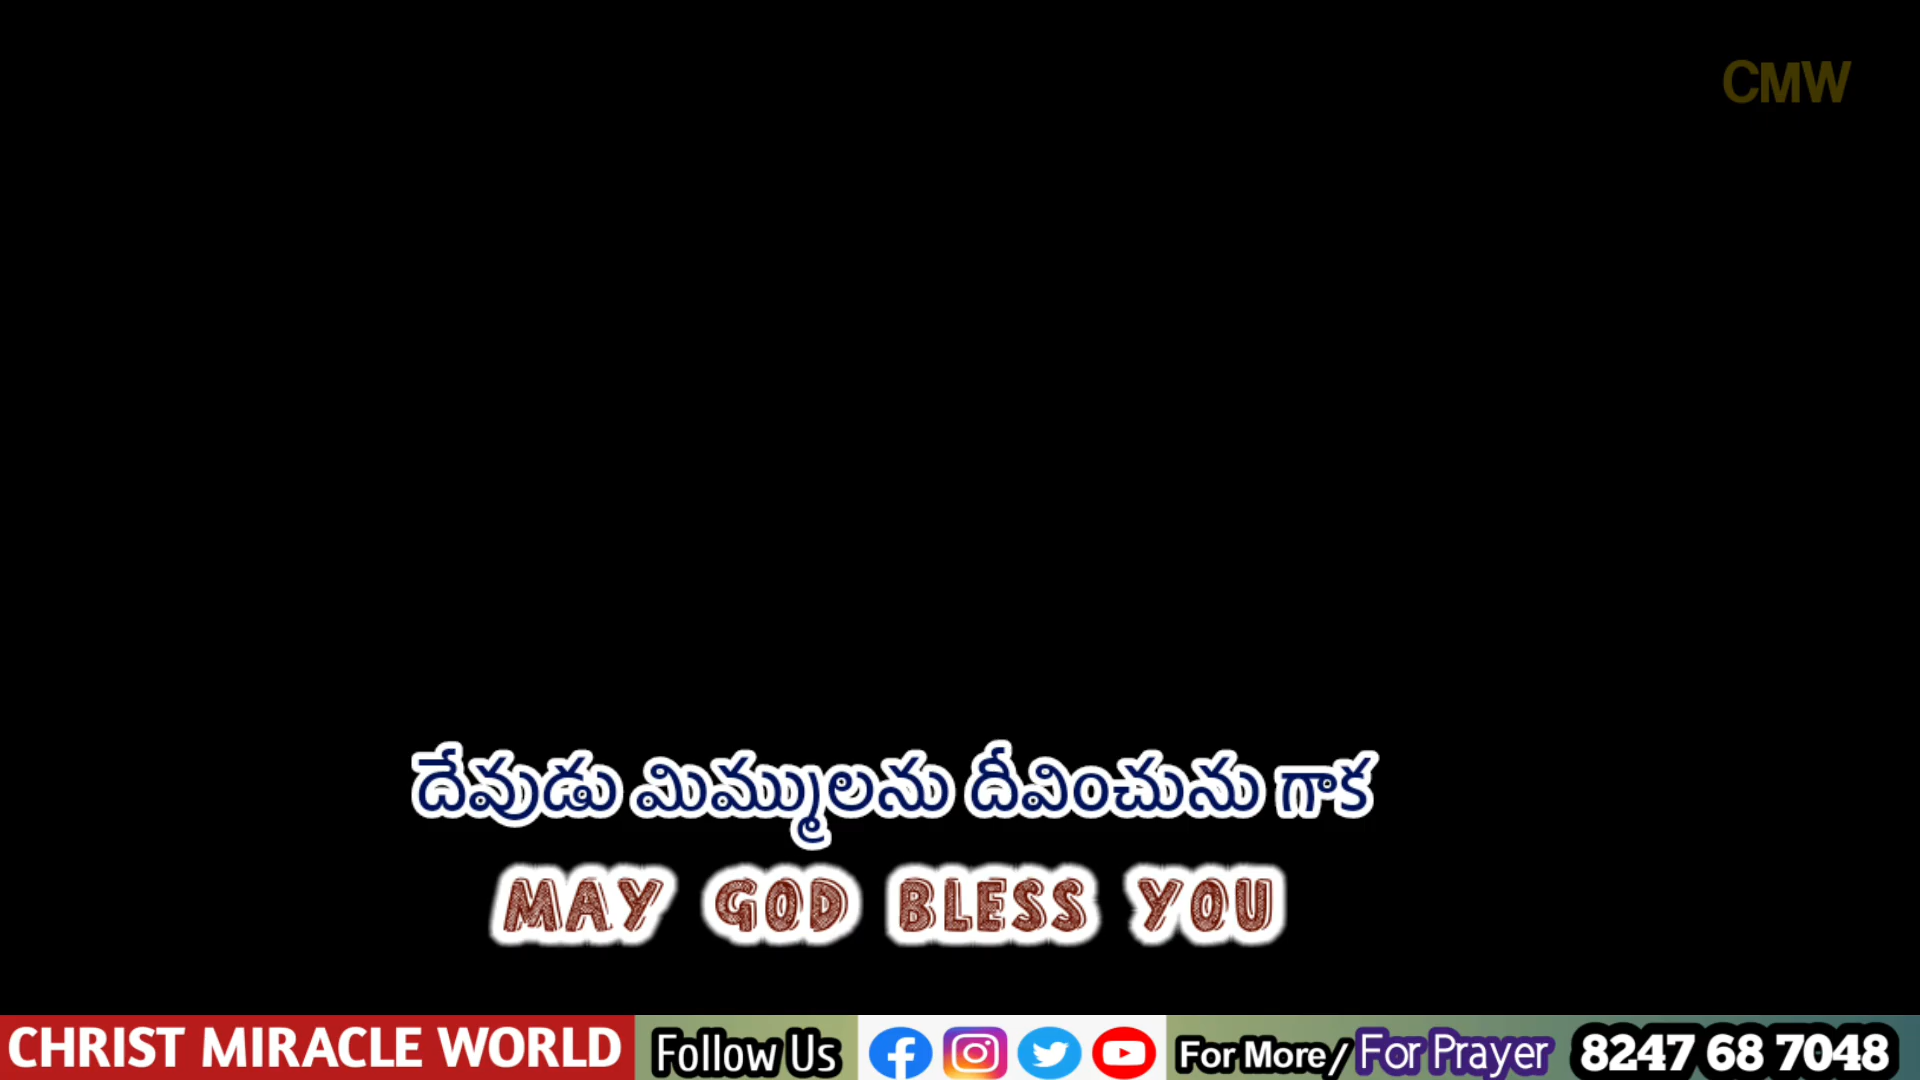 CMW
దేవుడు మిమ్ములను దీవించును గాక
MAY GOD BLESS YOU
CHRIST MIRACLE WORLD Follow Us For More/ For Prayer 8247 68 7048